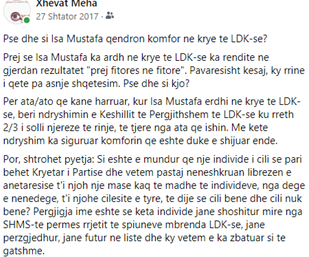 Xhevat Meha
27 Shtator 2017 ·
Pse dhe si Isa Mustafa qendron komfor ne krye te LDK-se?
Prej se Isa Mustafa ka ardh ne krye te LDK-se ka rendite ne
gjerdan rezultatet "prej fitores ne fitore". Pavaresisht kesaj, ky rrine
i qete pa asnje shqetesim. Pse dhe si kjo?
Per ata/ato qe kane harruar, kur Isa Mustafa erdhi ne krye te LDK-
se, beri ndryshimin e Keshillit te Pergjithshem te LDK-se ku rreth
2/3 i solli njereze te rinje, te tjere nga ata qe ishin. Me kete
ndryshim ka siguruar komforin qe eshte duke e shijuar ende.
Por, shtrohet pyetja: Si eshte e mundur qe nje individe i cili se pari
behet Kryetar i Partise dhe vetem pastaj neneshkruan librezen e
anetaresise t'i njoh nje mase kaq te madhe te individeve, nga dege
e nenedege, t'i njohe cilesite e tyre, te dije se cili bene dhe cili nuk
bene? Pergjigja ime eshte se keta individe jane shoshitur mire nga
SHMS-te permes rrjetit te spiuneve mbrenda LDK-se, jane
perzgjedhur, jane futur ne liste dhe ky vetem e ka zbatuar si te
gatshme.